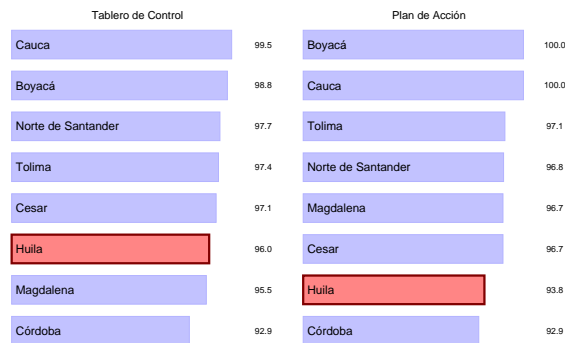 Tablero de Control
Cauca 99.5
Boyacá 98.8
Norte de Santander 97.7
Tolima 97.4
Cesar 97.1
Huila 96.0
Magdalena 95.5
Córdoba 92.9
Plan de Acción
Boyacá 100.0
Cauca 100.0
Tolima 97.1
Norte de Santander 96.8
Magdalena 96.7
Cesar 96.7
Huila 93.8
Córdoba 92.9